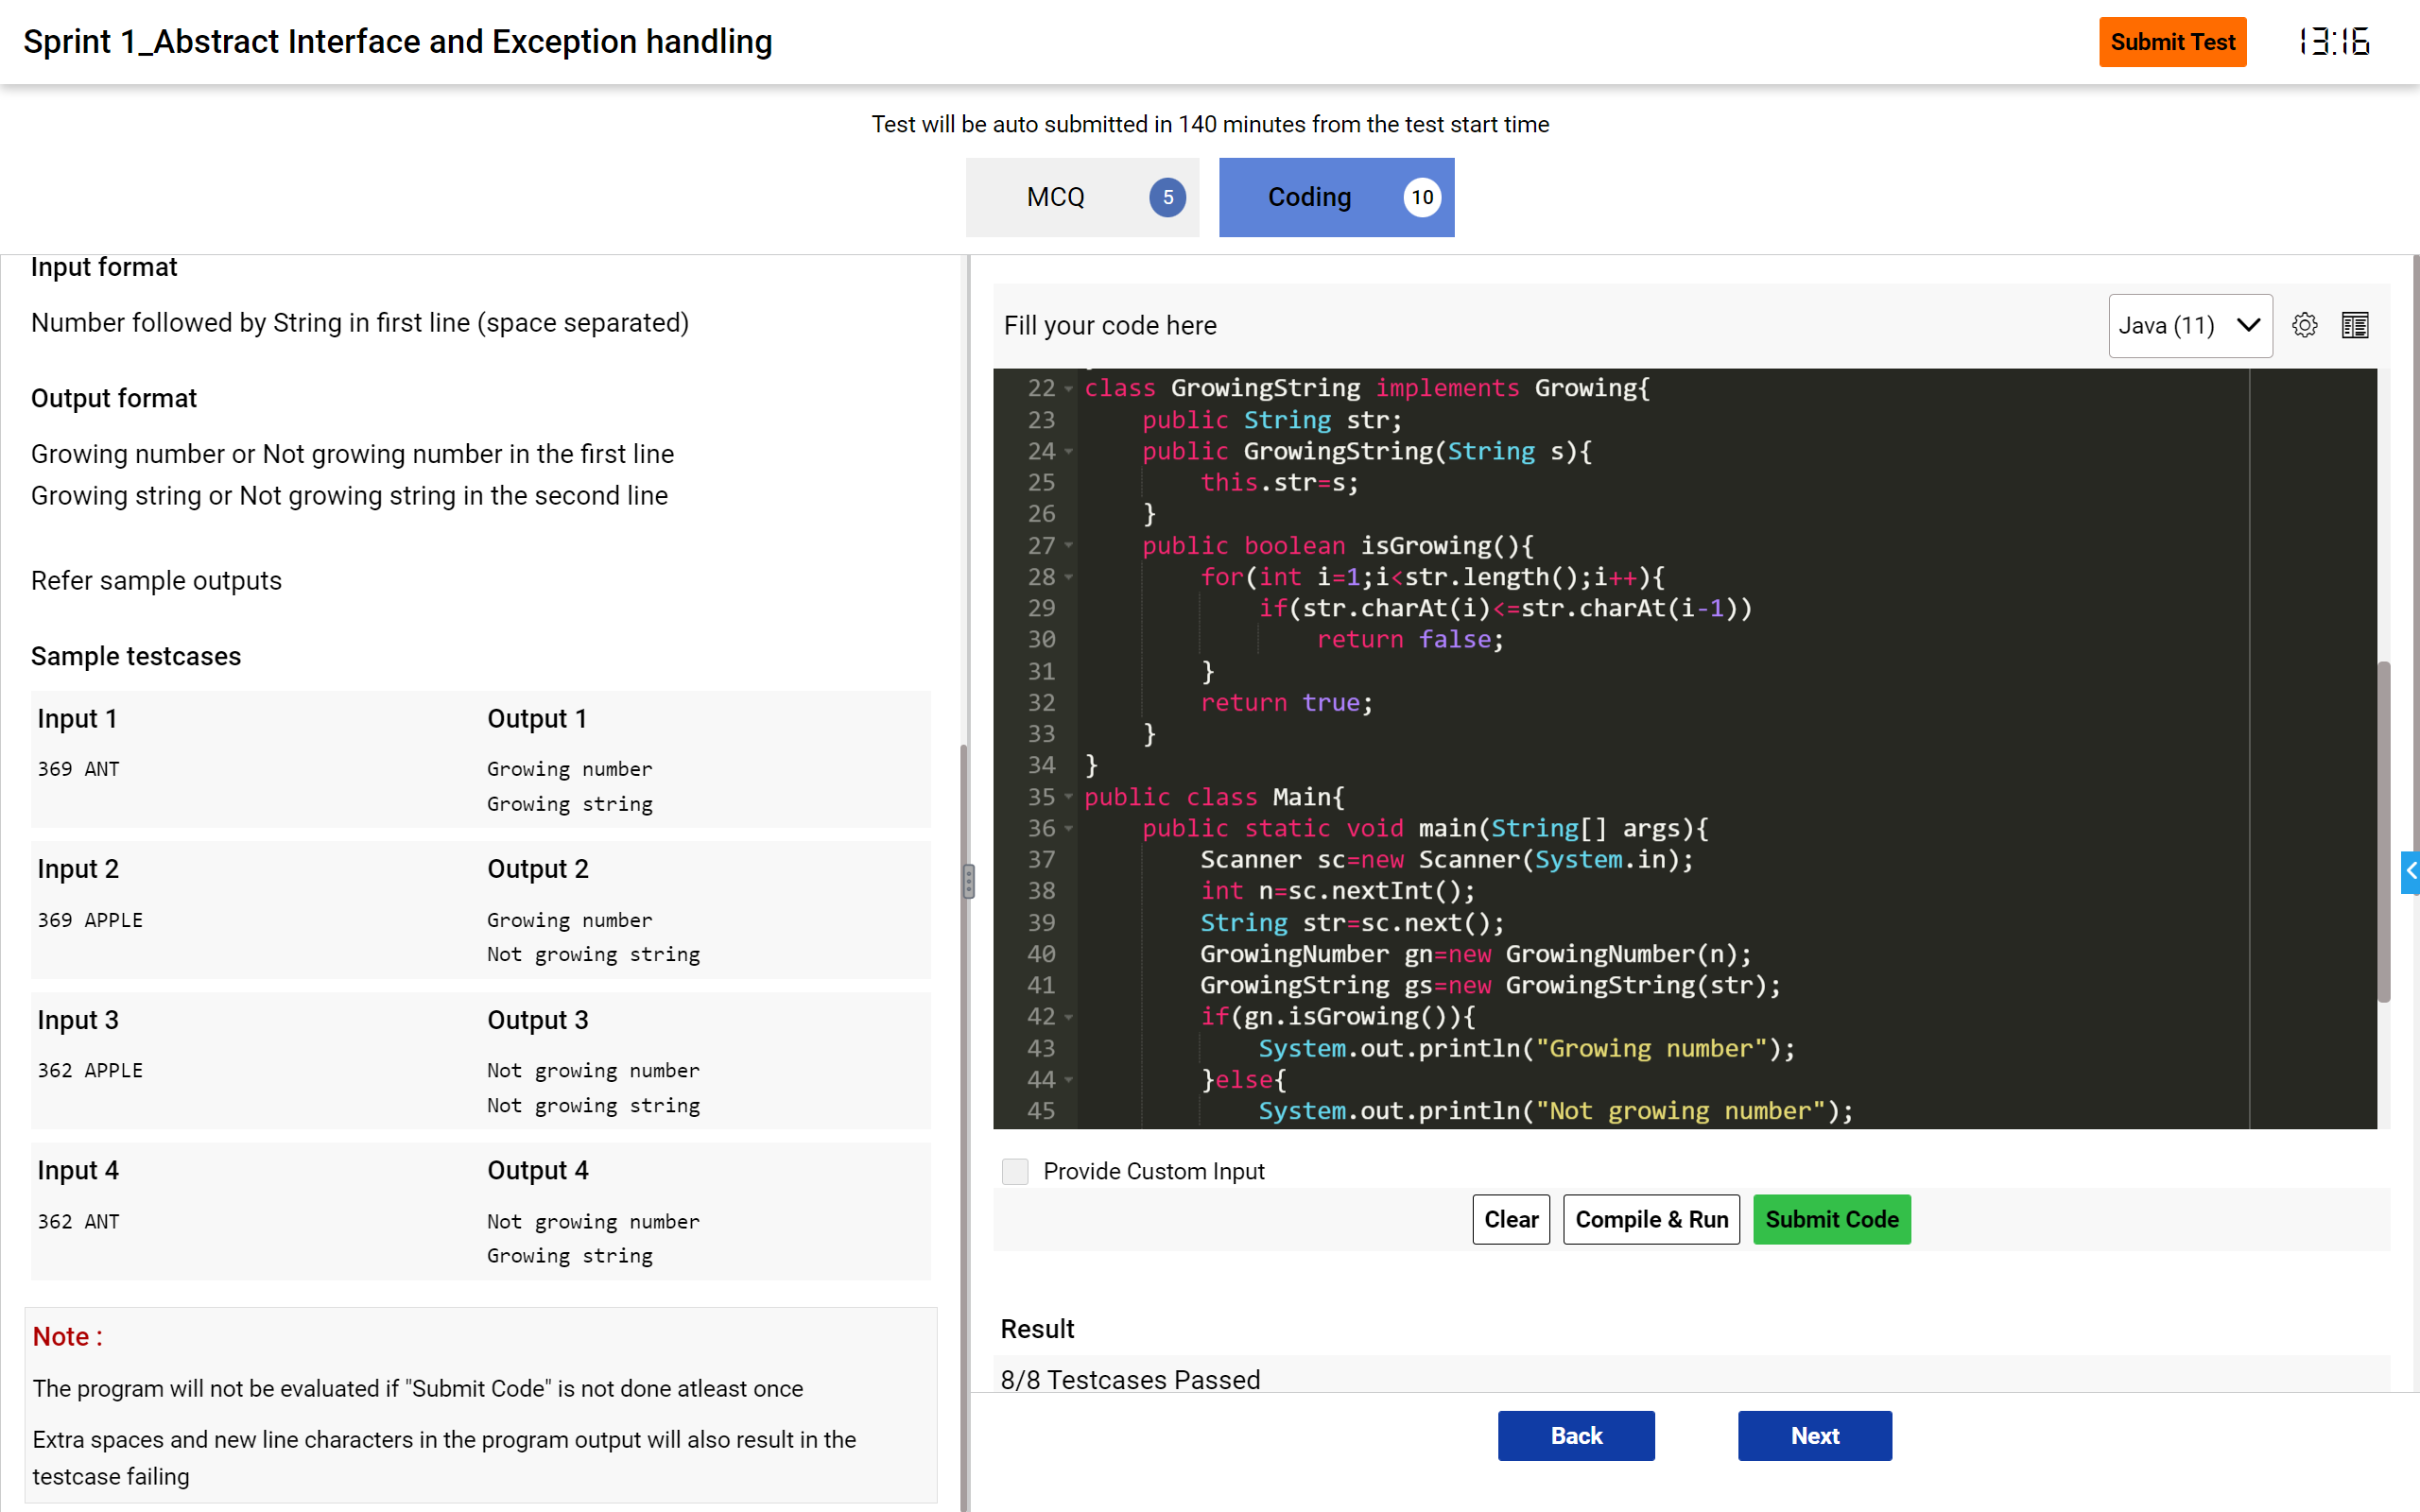 Sprint 1_Abstract Interface and Exception handling
Submit Test
13:16
Test will be auto submitted in 140 minutes from the test start time
MCQ 5
Coding 10
Input format
Number followed by String in first line (space separated)
Output format
Growing number or Not growing number in the first line
Growing string or Not growing string in the second line
Refer sample outputs
Sample testcases
Input 1
Output 1
369 ANT
Growing number
Growing string
Input 2
Output 2
369 APPLE
Growing number
Not growing string
Input 3
Output 3
362 APPLE
Not growing number
Not growing string
Input 4
Output 4
362 ANT
Not growing number
Growing string
Note :
The program will not be evaluated if "Submit Code" is not done atleast once
Extra spaces and new line characters in the program output will also result in the
testcase failing
Fill your code here
Java (11)
22 class GrowingString implements Growing{
23     public String str;
24     public GrowingString(String s){
25         this.str=s;
26     }
27     public boolean isGrowing(){
28         for(int i=1;i<str.length();i++){
29             if(str.charAt(i)<=str.charAt(i-1))
30                 return false;
31         }
32         return true;
33     }
34 }
35 public class Main{
36     public static void main(String[] args){
37         Scanner sc=new Scanner(System.in);
38         int n=sc.nextInt();
39         String str=sc.next();
40         GrowingNumber gn=new GrowingNumber(n);
41         GrowingString gs=new GrowingString(str);
42         if(gn.isGrowing()){
43             System.out.println("Growing number");
44         }else{
45             System.out.println("Not growing number");
Provide Custom Input
Clear
Compile & Run
Submit Code
Result
8/8 Testcases Passed
Back
Next